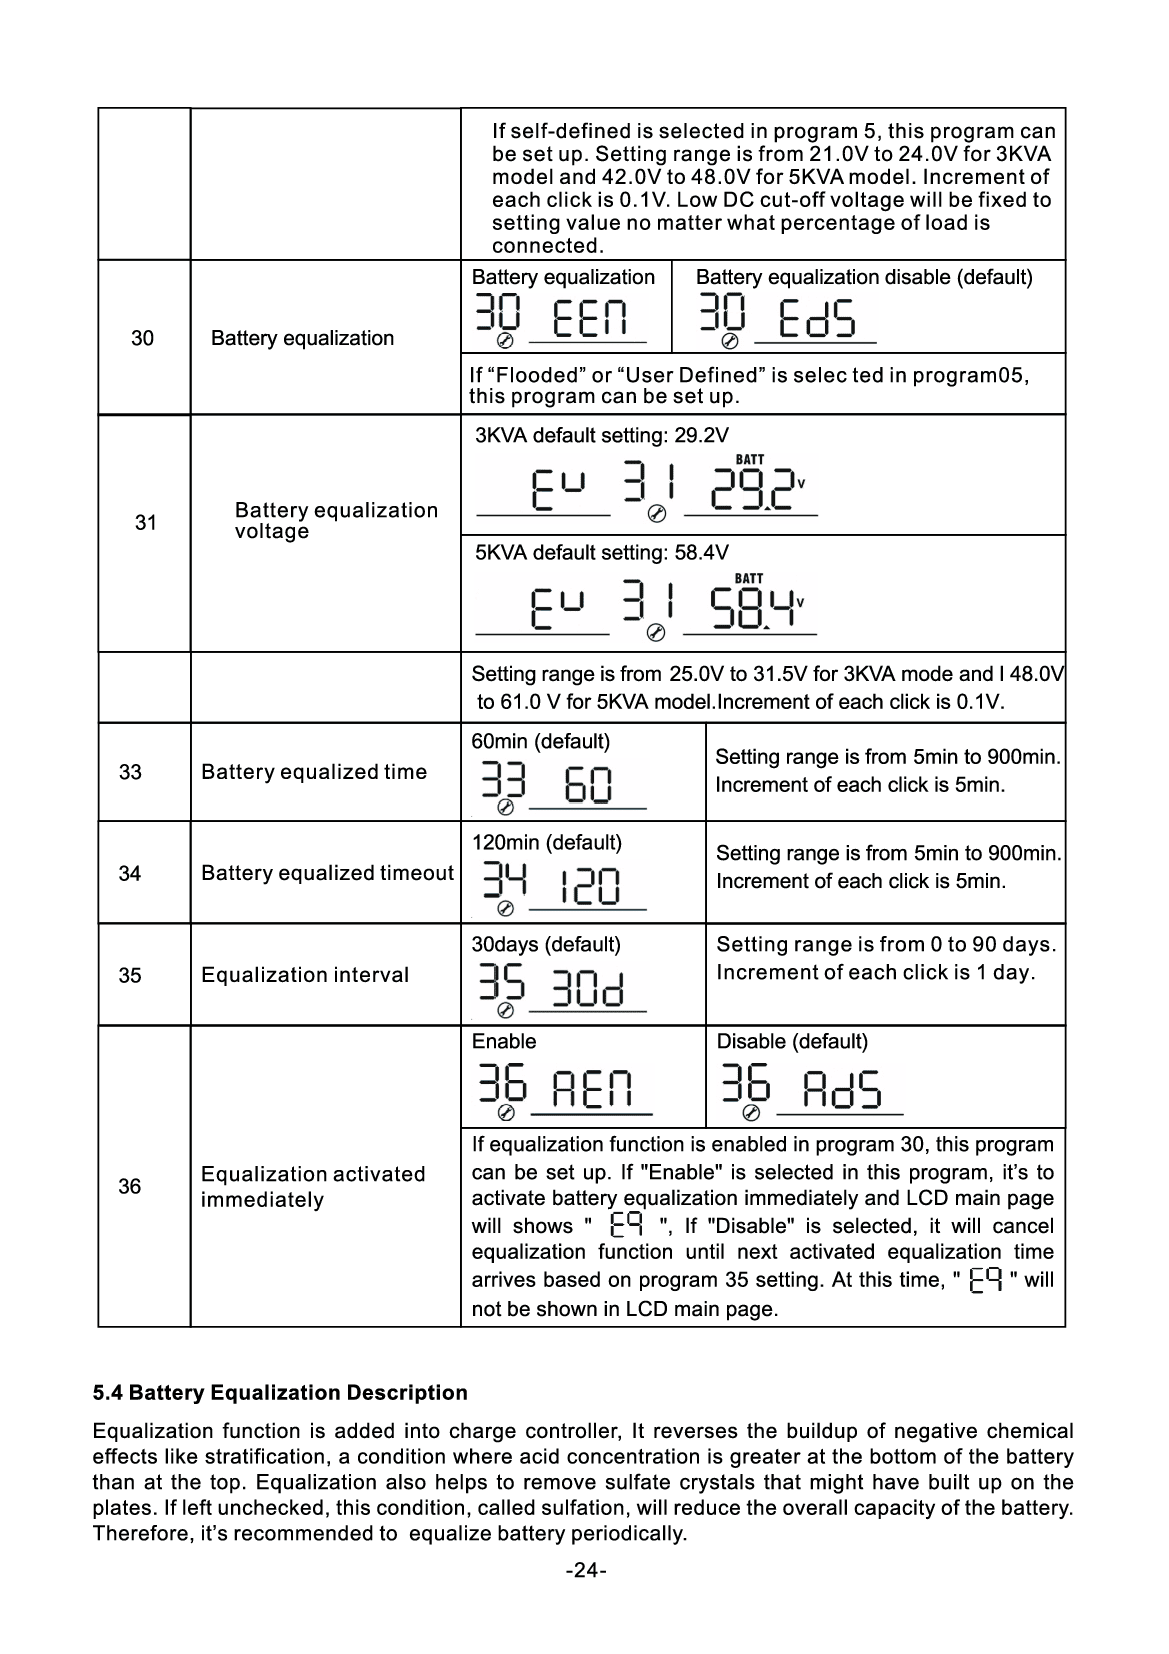 If self-defined is selected in program 5, this program can
be set up. Setting range is from 21.0V to 24.0V for 3KVA
model and 42.0V to 48.0V for 5KVA model. Increment of
each click is 0.1V. Low DC cut-off voltage will be fixed to
setting value no matter what percentage of load is
connected.
30
Battery equalization
Battery equalization
30 EEN
Battery equalization disable (default)
30 EdS
If “Flooded” or “User Defined” is selec ted in program05,
this program can be set up.
31
Battery equalization
voltage
3KVA default setting: 29.2V
BATT
EU 31 29.2V
5KVA default setting: 58.4V
BATT
EU 31 58.4V
Setting range is from 25.0V to 31.5V for 3KVA mode and l 48.0V
to 61.0 V for 5KVA model.Increment of each click is 0.1V.
33
Battery equalized time
60min (default)
33 60
Setting range is from 5min to 900min.
Increment of each click is 5min.
34
Battery equalized timeout
120min (default)
34 120
Setting range is from 5min to 900min.
Increment of each click is 5min.
35
Equalization interval
30days (default)
35 30d
Setting range is from 0 to 90 days.
Increment of each click is 1 day.
36
Equalization activated
immediately
Enable
36 AEN
Disable (default)
36 AdS
If equalization function is enabled in program 30, this program
can be set up. If "Enable" is selected in this program, it’s to
activate battery equalization immediately and LCD main page
will shows " Eq ", If "Disable" is selected, it will cancel
equalization function until next activated equalization time
arrives based on program 35 setting. At this time, " Eq " will
not be shown in LCD main page.
5.4 Battery Equalization Description
Equalization function is added into charge controller, It reverses the buildup of negative chemical
effects like stratification, a condition where acid concentration is greater at the bottom of the battery
than at the top. Equalization also helps to remove sulfate crystals that might have built up on the
plates. If left unchecked, this condition, called sulfation, will reduce the overall capacity of the battery.
Therefore, it’s recommended to equalize battery periodically.
-24-